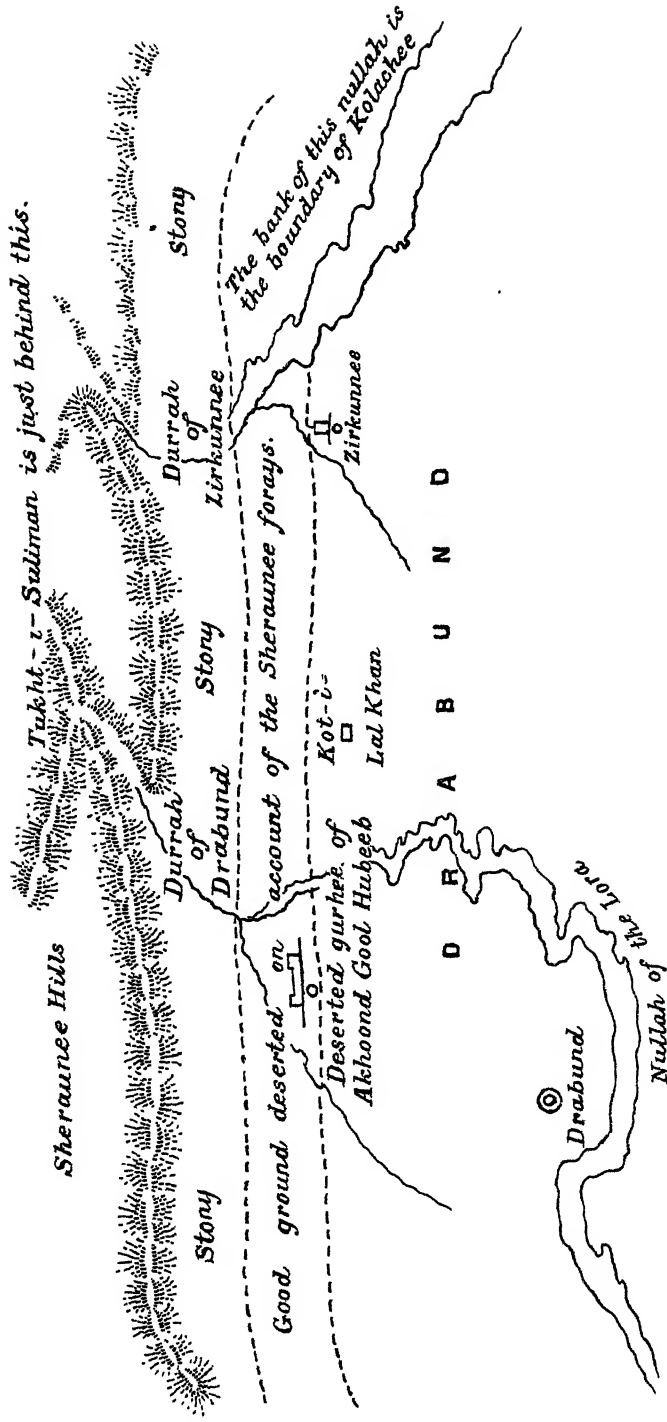 Tukht-i-Suliman is just behind this.
Sheraunee Hills
Stony
Durrah
of
Drabund
Stony
Durrah
of
Zirkunnee
Stony
The bank of this nullah is
the boundary of Kolachee
Good ground deserted on account of the Sheraunee forays.
Deserted gurhee of
Akhoond Gool Hubeeb
Kot-i-
Lal Khan
Zirkunnee
DRABUND
Drabund
Nullah of the Lora